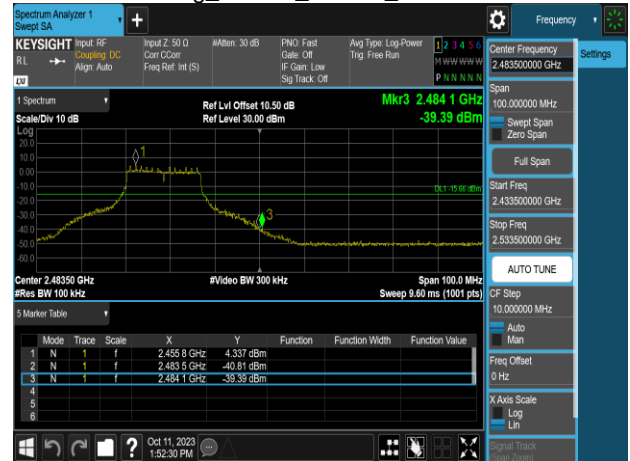 Spectrum Analyzer 1
Swept SA
+
Frequency
KEYSIGHT
RL
LXI
Input: RF
Coupling: DC
Align: Auto
Input Z: 50 Ω
Corr CCorr
Freq Ref: Int (S)
#Atten: 30 dB
PNO: Fast
Gate: Off
IF Gain: Low
Sig Track: Off
Avg Type: Log-Power
Trig: Free Run
1 2 3 4 5 6
M W W W W W
P N N N N N
1 Spectrum
Scale/Div 10 dB
Ref Lvl Offset 10.50 dB
Ref Level 30.00 dBm
Mkr3 2.484 1 GHz
-39.39 dBm
Log
20.0
10.0
0.00
-10.0
-20.0
-30.0
-40.0
-50.0
-60.0
1
3
DL1 -15.66 dBm
Center 2.48350 GHz
#Res BW 100 kHz
#Video BW 300 kHz
Span 100.0 MHz
Sweep 9.60 ms (1001 pts)
5 Marker Table
Mode Trace Scale X Y Function Function Width Function Value
1 N 1 f 2.455 8 GHz 4.337 dBm
2 N 1 f 2.483 5 GHz -40.81 dBm
3 N 1 f 2.484 1 GHz -39.39 dBm
4
5
6
?
Oct 11, 2023
1:52:30 PM
Center Frequency
2.483500000 GHz
Span
100.000000 MHz
Swept Span
Zero Span
Full Span
Start Freq
2.433500000 GHz
Stop Freq
2.533500000 GHz
AUTO TUNE
CF Step
10.000000 MHz
Auto
Man
Freq Offset
0 Hz
X Axis Scale
Log
Lin
Signal Track
(Span Zoom)
Settings